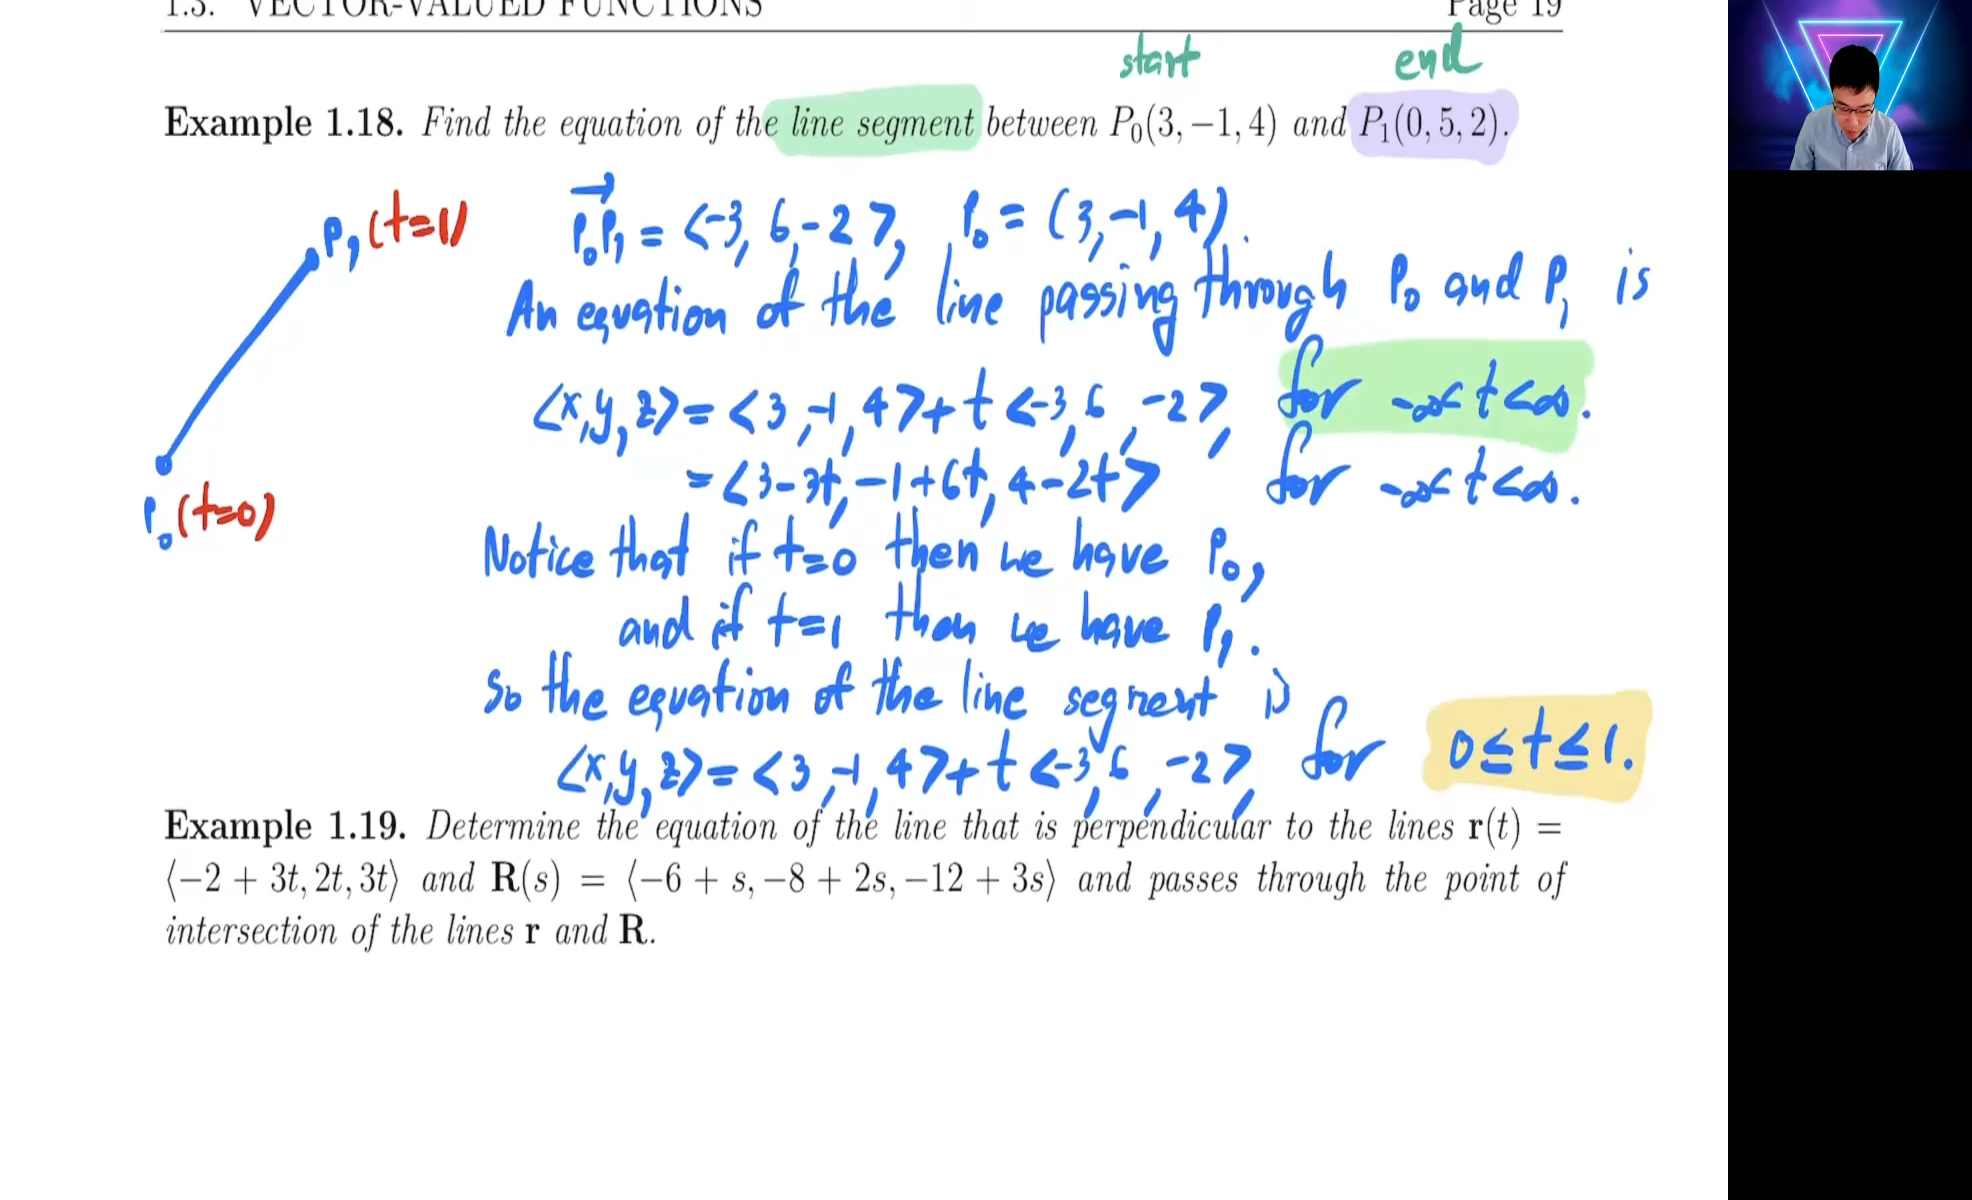 1.3. VECTOR-VALUED FUNCTIONS Page 19
start end
Example 1.18. Find the equation of the line segment between P₀(3, −1, 4) and P₁(0, 5, 2).
P₁ (t=1)
P₀P₁ = <-3, 6, -2>, P₀ = (3, -1, 4).
An equation of the line passing through P₀ and P₁ is
<x, y, z> = <3, -1, 4> + t <-3, 6, -2>, for -∞ < t < ∞.
= <3-3t, -1+6t, 4-2t> for -∞ < t < ∞.
P₀ (t=0)
Notice that if t=0 then we have P₀,
and if t=1 then we have P₁.
So the equation of the line segment is
<x, y, z> = <3, -1, 4> + t <-3, 6, -2>, for 0≤t≤1.
Example 1.19. Determine the equation of the line that is perpendicular to the lines r(t) =
⟨−2 + 3t, 2t, 3t⟩ and R(s) = ⟨−6 + s, −8 + 2s, −12 + 3s⟩ and passes through the point of
intersection of the lines r and R.